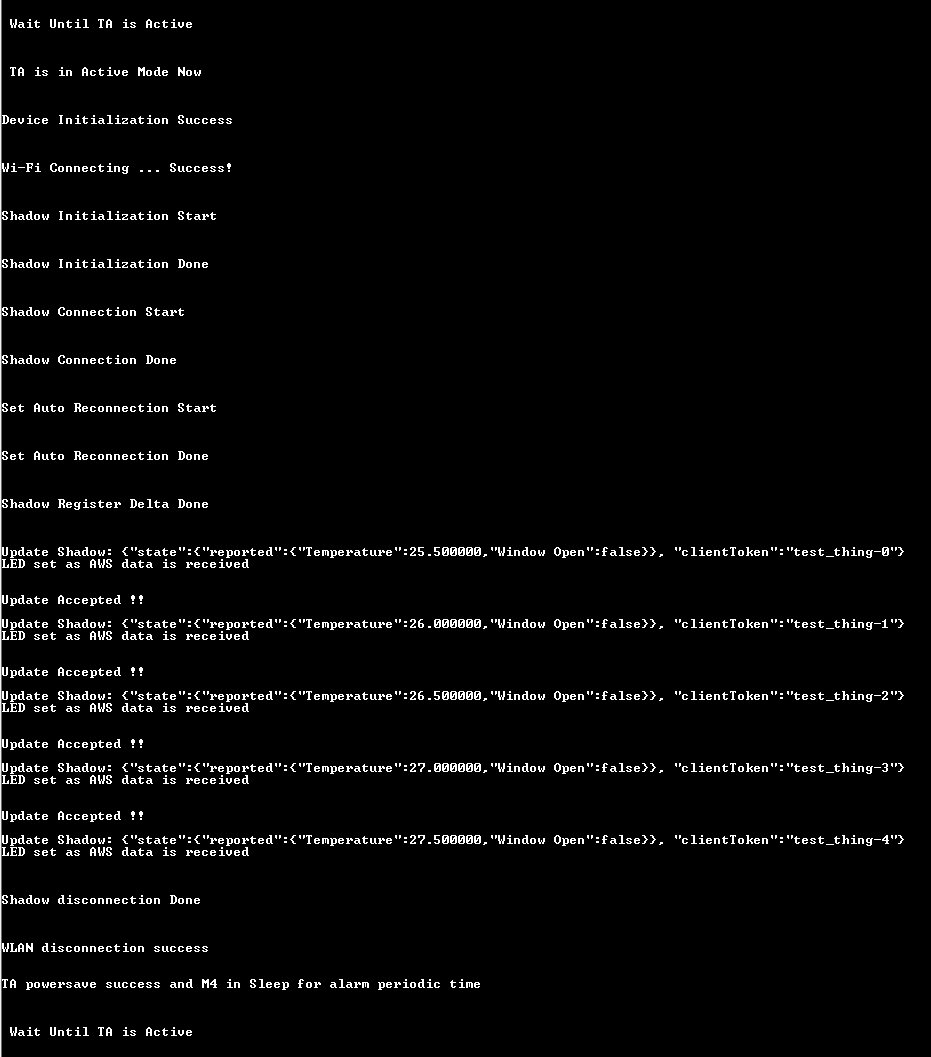 Wait Until TA is Active
TA is in Active Mode Now
Device Initialization Success
Wi-Fi Connecting ... Success!
Shadow Initialization Start
Shadow Initialization Done
Shadow Connection Start
Shadow Connection Done
Set Auto Reconnection Start
Set Auto Reconnection Done
Shadow Register Delta Done
Update Shadow: {"state":{"reported":{"Temperature":25.500000,"Window Open":false}}, "clientToken":"test_thing-0"}
LED set as AWS data is received
Update Accepted !!
Update Shadow: {"state":{"reported":{"Temperature":26.000000,"Window Open":false}}, "clientToken":"test_thing-1"}
LED set as AWS data is received
Update Accepted !!
Update Shadow: {"state":{"reported":{"Temperature":26.500000,"Window Open":false}}, "clientToken":"test_thing-2"}
LED set as AWS data is received
Update Accepted !!
Update Shadow: {"state":{"reported":{"Temperature":27.000000,"Window Open":false}}, "clientToken":"test_thing-3"}
LED set as AWS data is received
Update Accepted !!
Update Shadow: {"state":{"reported":{"Temperature":27.500000,"Window Open":false}}, "clientToken":"test_thing-4"}
LED set as AWS data is received
Shadow disconnection Done
WLAN disconnection success
TA powersave success and M4 in Sleep for alarm periodic time
Wait Until TA is Active